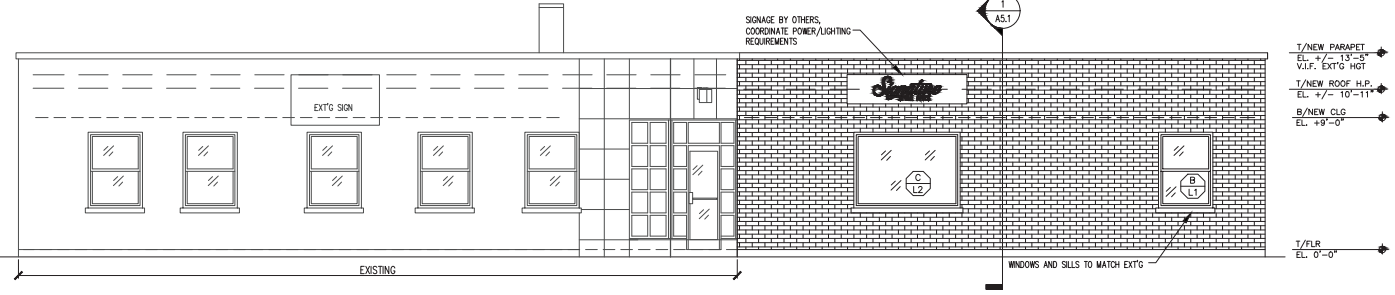 1
A5.1
SIGNAGE BY OTHERS,
COORDINATE POWER/LIGHTING
REQUIREMENTS
T/NEW PARAPET
EL. +/- 13'-5"
V.I.F. EXT'G HGT
T/NEW ROOF H.P.
EL. +/- 10'-11"
B/NEW CLG
EL. +9'-0"
EXT'G SIGN
C
L2
B
L1
T/FLR
EL. 0'-0"
EXISTING
WINDOWS AND SILLS TO MATCH EXT'G